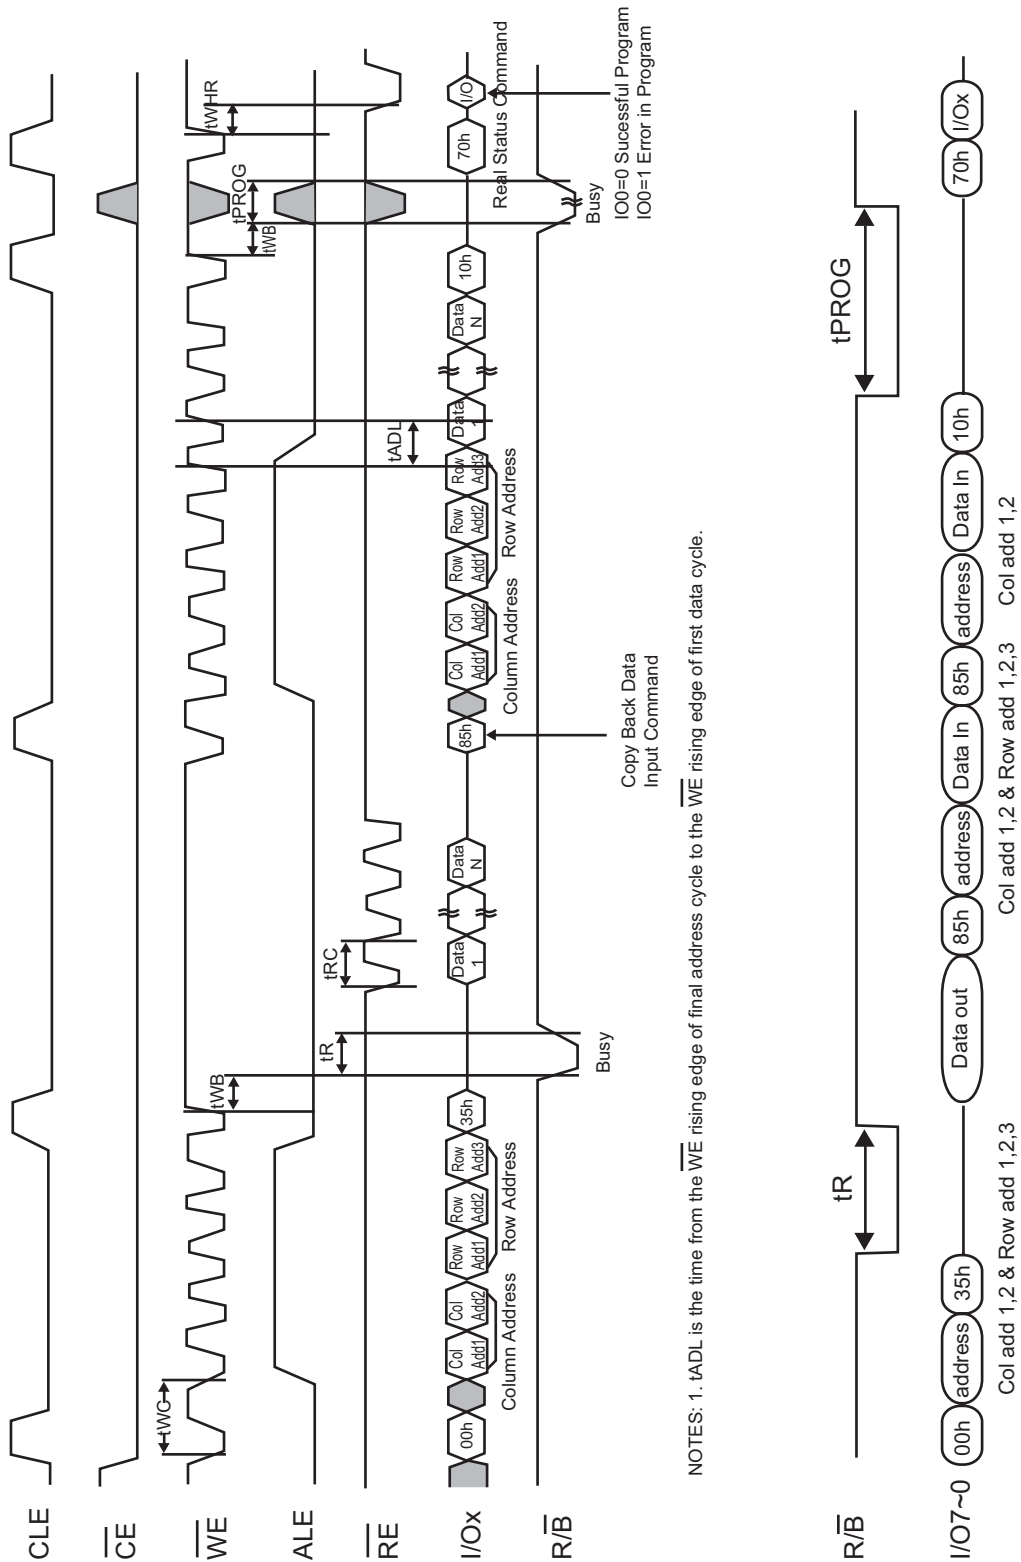 CLE
CE
WE
tWC
tWB
tWB
tPROG
tWHR
ALE
RE
tR
tRC
tADL
I/Ox
00h
Col Add1
Col Add2
Row Add1
Row Add2
Row Add3
35h
Data 1
Data N
85h
Col Add1
Col Add2
Row Add1
Row Add2
Row Add3
Data 1
Data N
10h
70h
I/O
Column Address
Row Address
Column Address
Row Address
Real Status Command
R/B
Busy
Busy
Copy Back Data
Input Command
IO0=0 Sucessful Program
IO0=1 Error in Program
NOTES: 1. tADL is the time from the WE rising edge of final address cycle to the WE rising edge of first data cycle.
R/B
tR
tPROG
I/O7~0
00h
address
35h
Data out
85h
address
Data In
85h
address
Data In
10h
70h
I/Ox
Col add 1,2 & Row add 1,2,3
Col add 1,2 & Row add 1,2,3
Col add 1,2